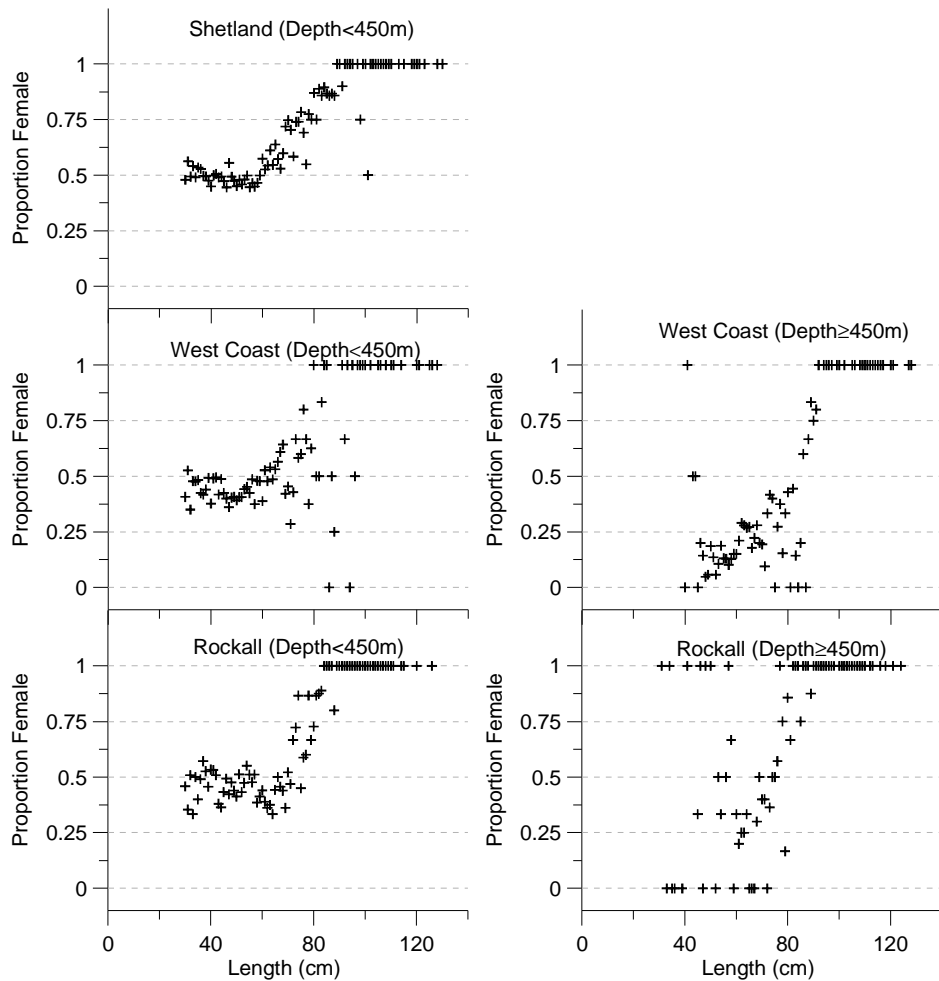 Shetland (Depth<450m)
Proportion Female
1
0.75
0.5
0.25
0
West Coast (Depth<450m)
Proportion Female
1
0.75
0.5
0.25
0
West Coast (Depth≥450m)
Proportion Female
1
0.75
0.5
0.25
0
Rockall (Depth<450m)
Proportion Female
1
0.75
0.5
0.25
0
0 40 80 120
Length (cm)
Rockall (Depth≥450m)
Proportion Female
1
0.75
0.5
0.25
0
0 40 80 120
Length (cm)